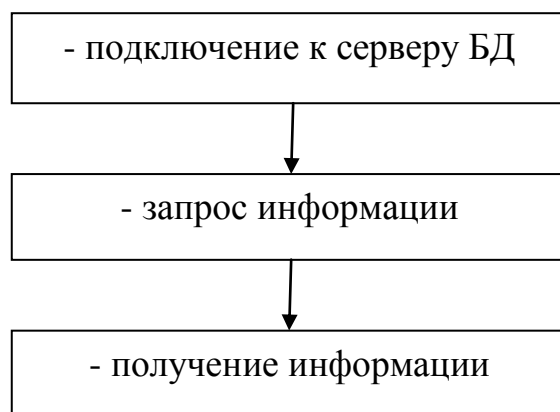 - подключение к серверу БД
- запрос информации
- получение информации